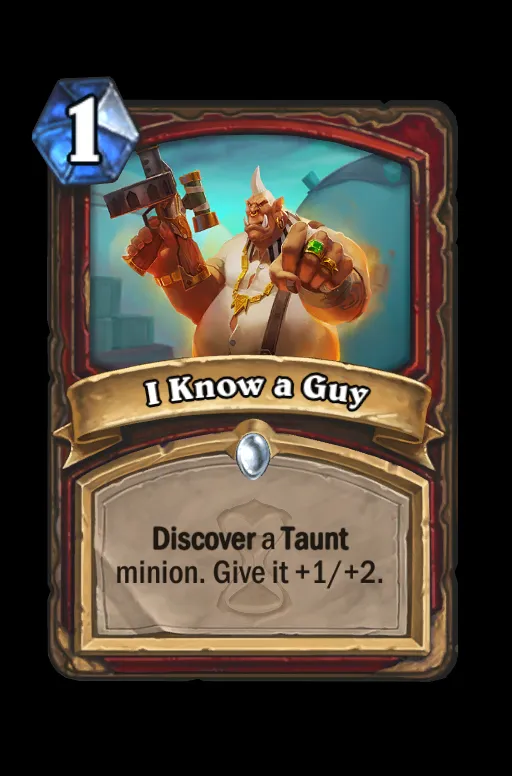 1
I Know a Guy
Discover a Taunt
minion. Give it +1/+2.